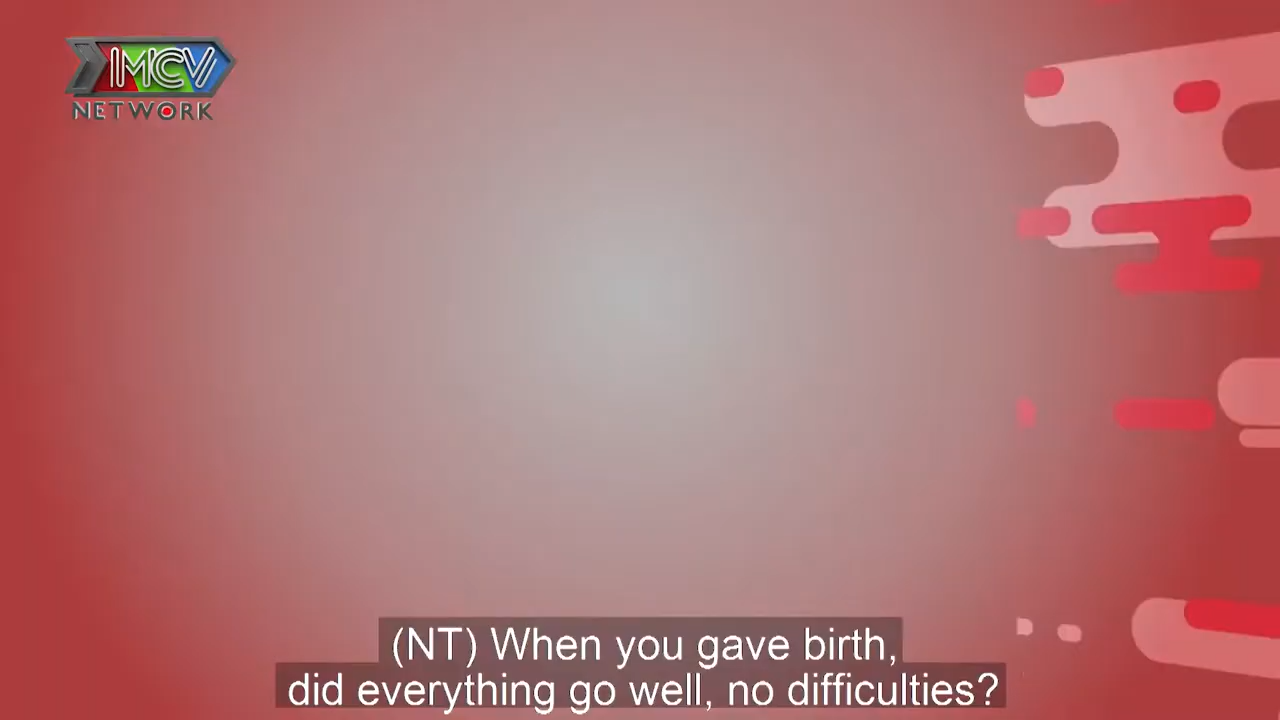 MCV
NETWORK
(NT) When you gave birth,
did everything go well, no difficulties?